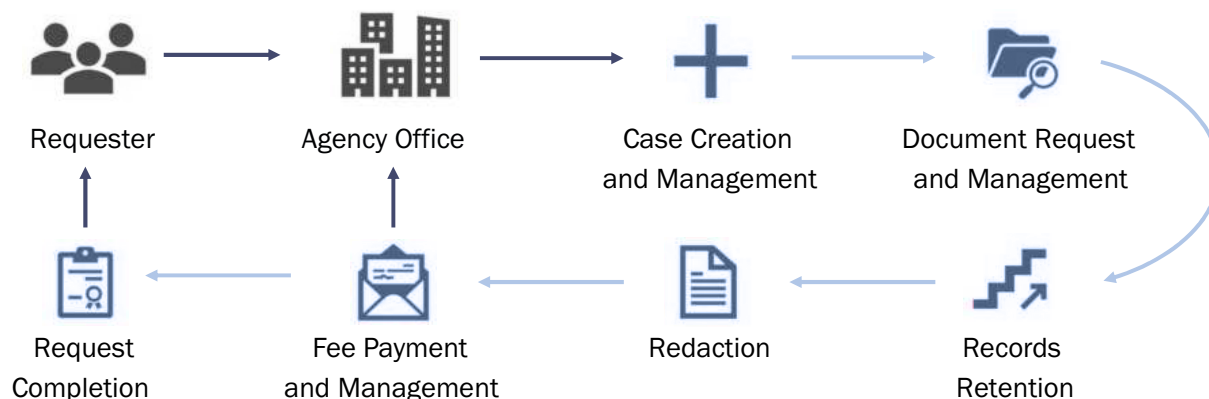 Requester
Agency Office
Case Creation
and Management
Document Request
and Management
Request
Completion
Fee Payment
and Management
Redaction
Records
Retention